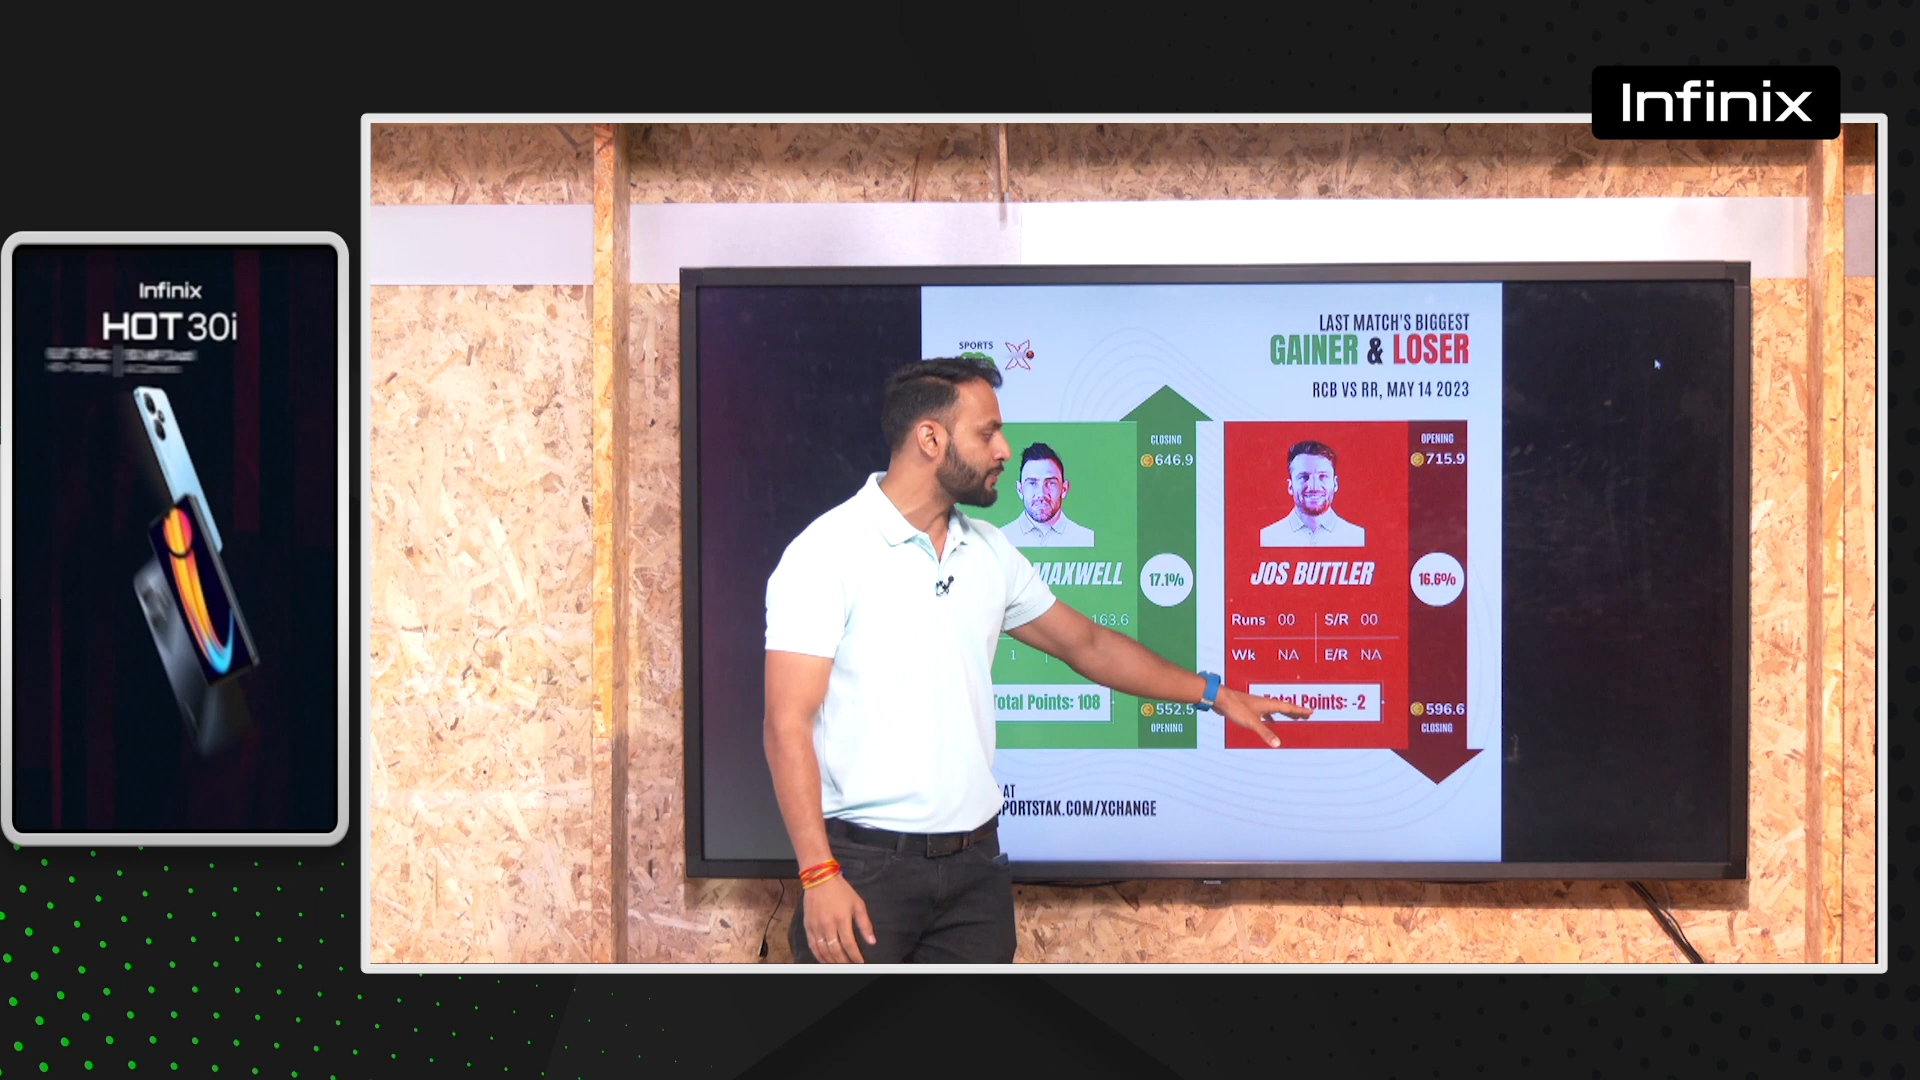 Infinix
Infinix
HOT 30i
LAST MATCH'S BIGGEST
GAINER & LOSER
RCB VS RR, MAY 14 2023
SPORTS
CLOSING
646.9
OPENING
715.9
MAXWELL
17.1%
JOS BUTTLER
16.6%
163.6
Runs 00 S/R 00
1
Wk NA E/R NA
Total Points: 108
552.5
OPENING
Total Points: -2
596.6
CLOSING
AT
SPORTSTAK.COM/XCHANGE